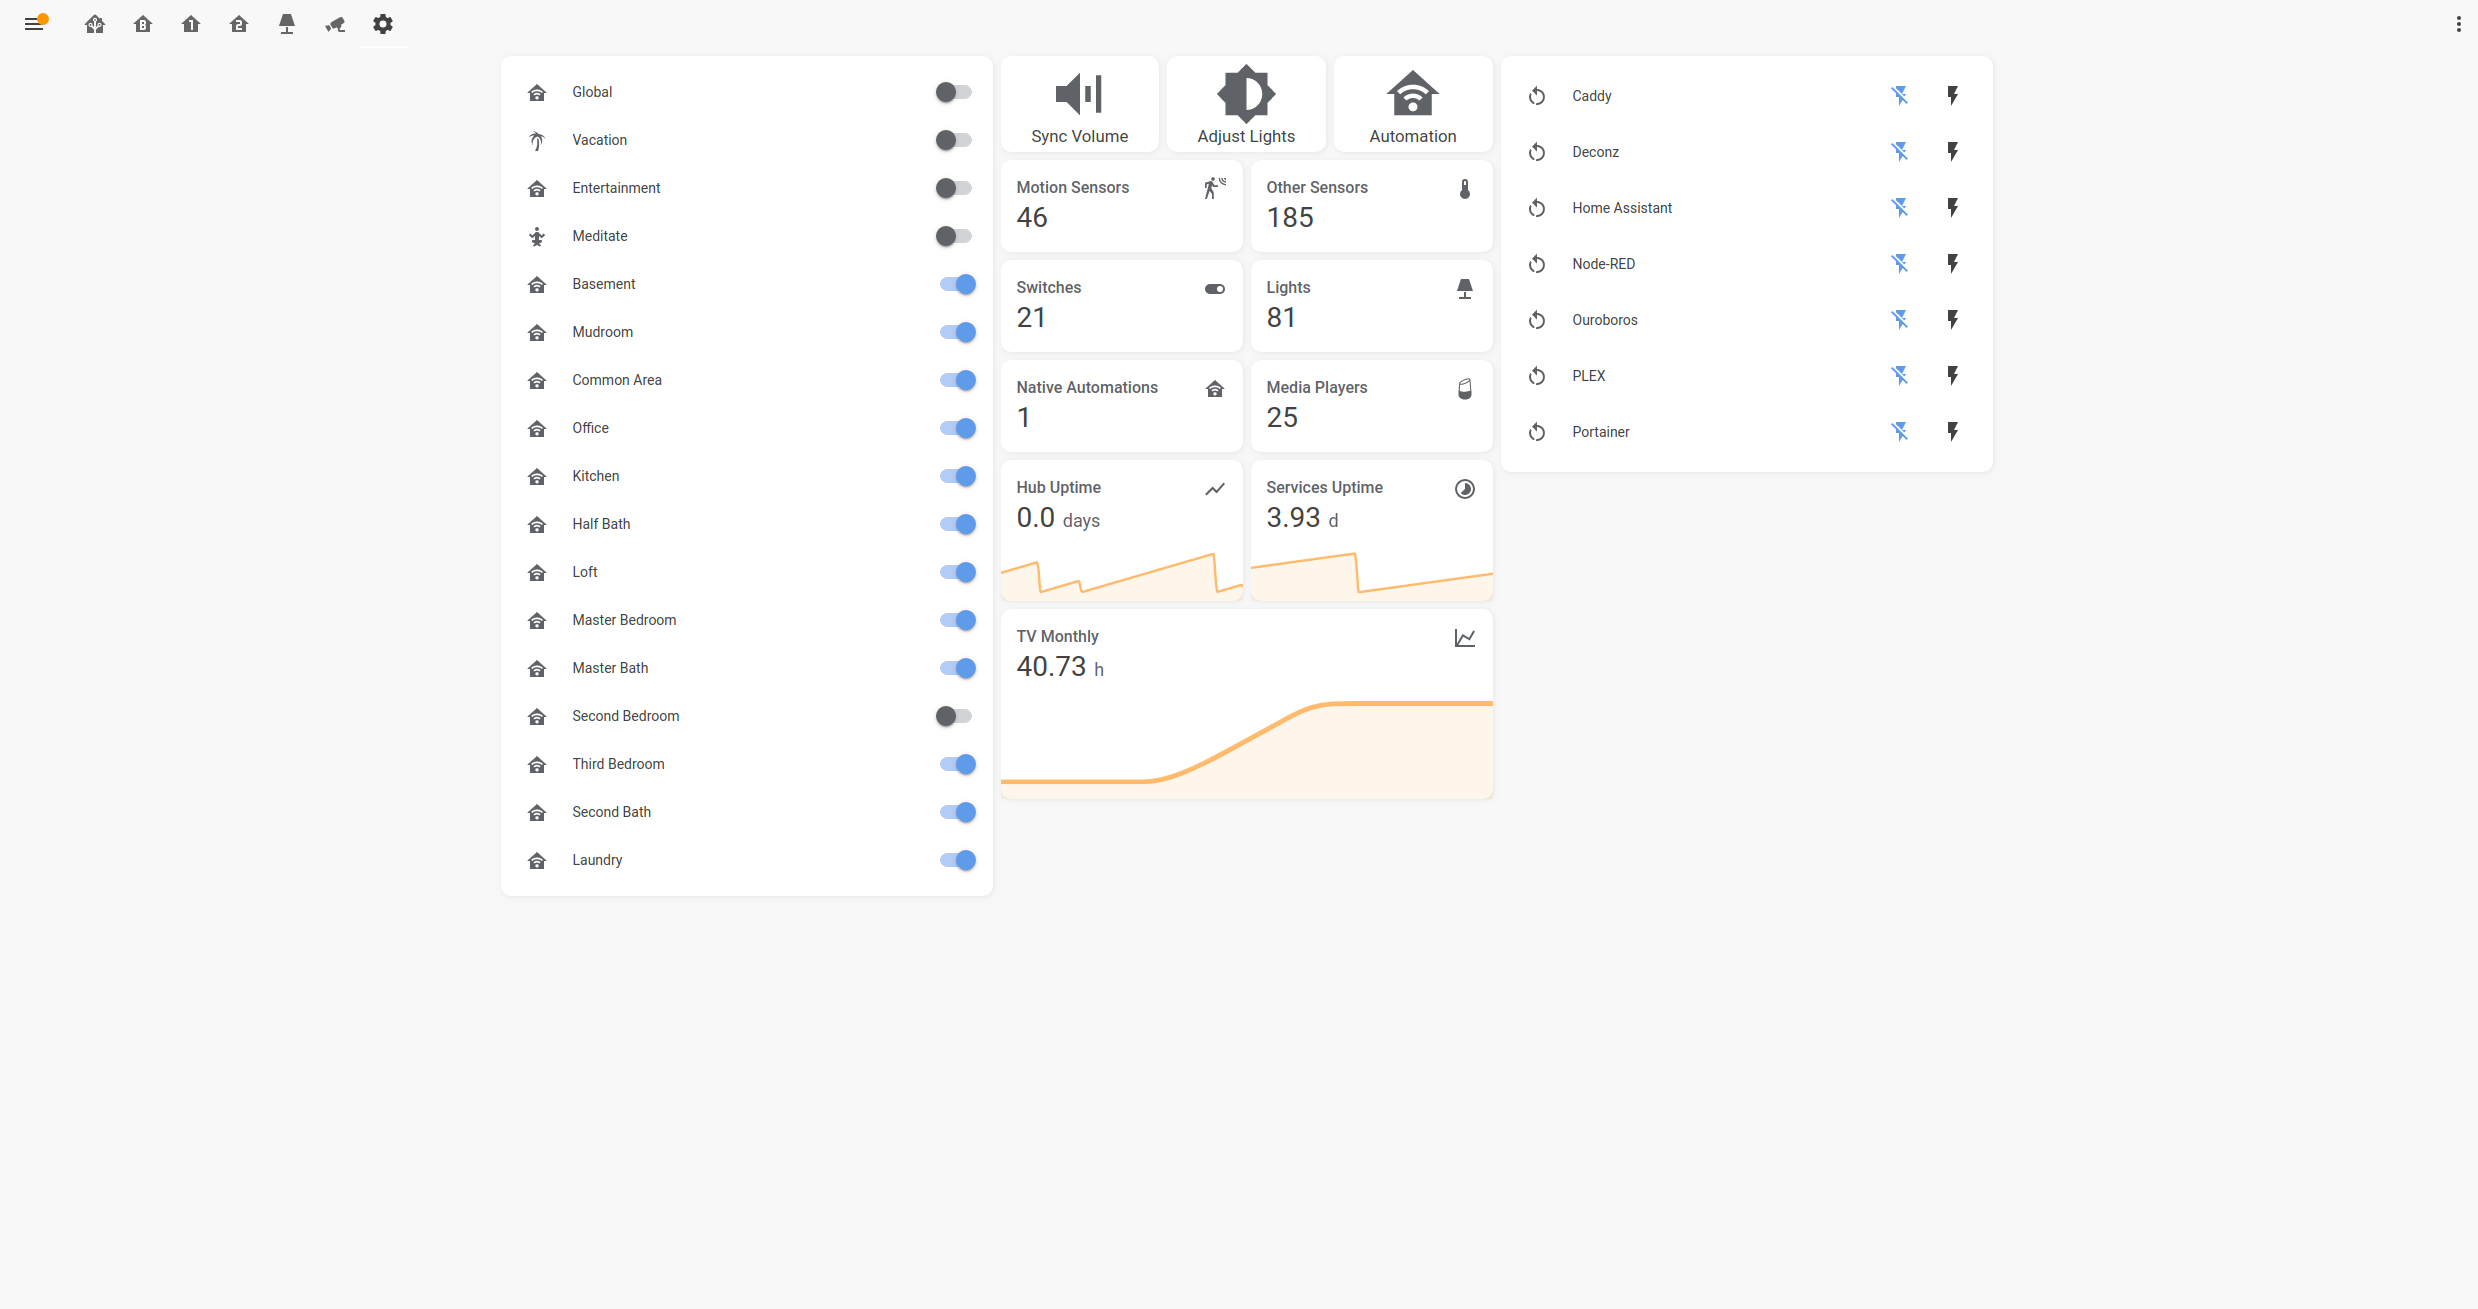 B
1
2
Global
Vacation
Entertainment
Meditate
Basement
Mudroom
Common Area
Office
Kitchen
Half Bath
Loft
Master Bedroom
Master Bath
Second Bedroom
Third Bedroom
Second Bath
Laundry
Sync Volume
Adjust Lights
Automation
Motion Sensors
46
Other Sensors
185
Switches
21
Lights
81
Native Automations
1
Media Players
25
Hub Uptime
0.0 days
Services Uptime
3.93 d
TV Monthly
40.73 h
Caddy
Deconz
Home Assistant
Node-RED
Ouroboros
PLEX
Portainer